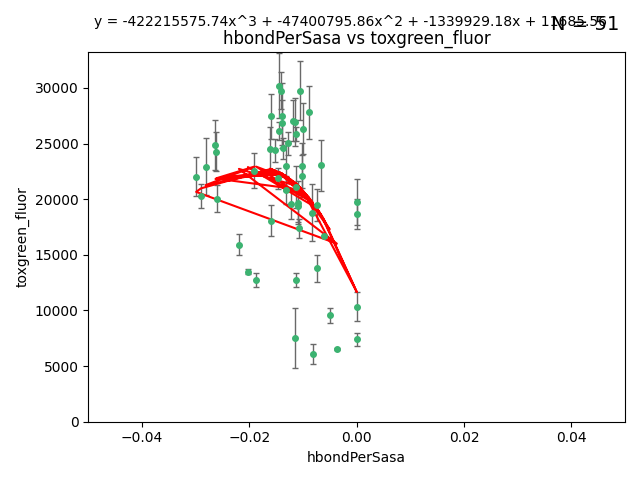 y = -422215575.74x^3 + -47400795.86x^2 + -1339929.18x + 11685.56
N = 51
hbondPerSasa vs toxgreen_fluor
30000
25000
20000
15000
10000
5000
0
toxgreen_fluor
−0.04 −0.02 0.00 0.02 0.04
hbondPerSasa